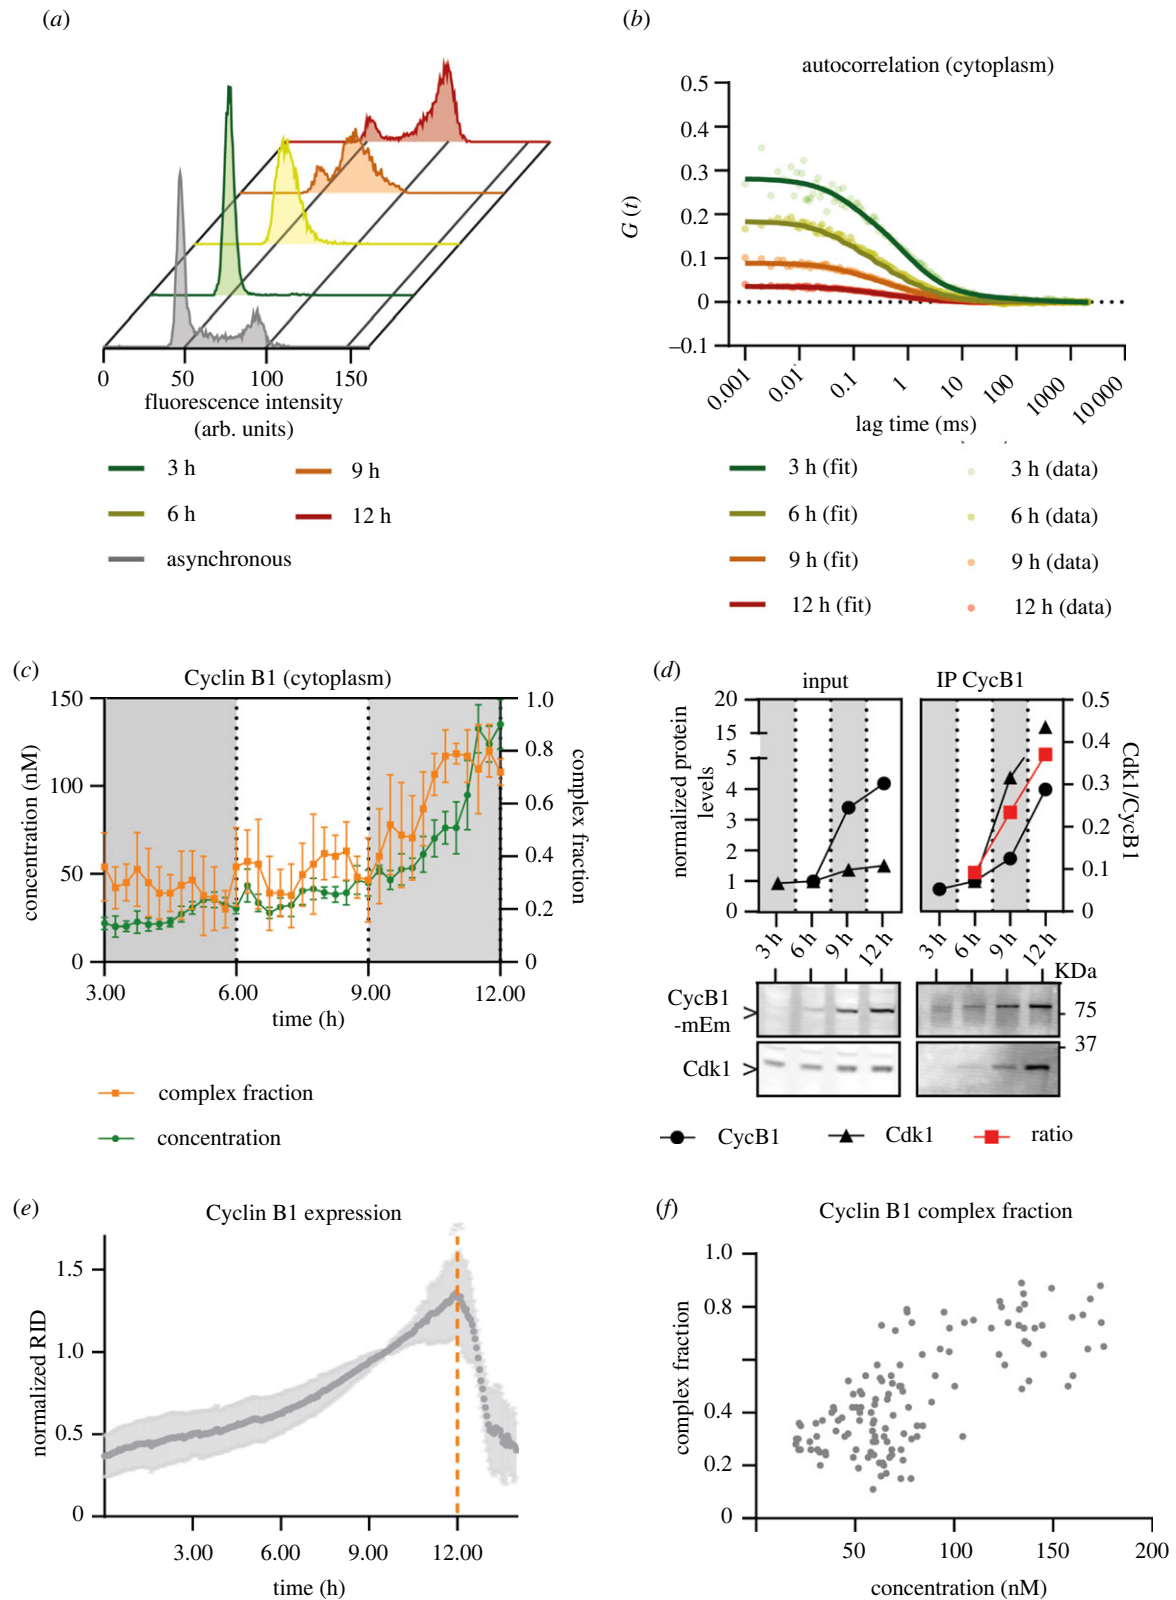 (a)
0 50 100 150
fluorescence intensity
(arb. units)
3 h
9 h
6 h
12 h
asynchronous
(b)
autocorrelation (cytoplasm)
0.5
0.4
0.3
0.2
0.1
0
–0.1
G (t)
0.001 0.01 0.1 1 10 100 1000 10 000
lag time (ms)
3 h (fit)
3 h (data)
6 h (fit)
6 h (data)
9 h (fit)
9 h (data)
12 h (fit)
12 h (data)
(c)
Cyclin B1 (cytoplasm)
150
100
50
0
concentration (nM)
1.0
0.8
0.6
0.4
0.2
0
complex fraction
3.00 6.00 9.00 12.00
time (h)
complex fraction
concentration
(d)
input
IP CycB1
20
15
5
4
3
2
1
0
normalized protein
levels
0.5
0.4
0.3
0.2
0.1
0
Cdk1/CycB1
3 h 6 h 9 h 12 h
3 h 6 h 9 h 12 h
KDa
CycB1
-mEm
75
37
Cdk1
CycB1
Cdk1
ratio
(e)
Cyclin B1 expression
1.5
1.0
0.5
0
normalized RID
3.00 6.00 9.00 12.00
time (h)
(f)
Cyclin B1 complex fraction
1.0
0.8
0.4
0.2
0
complex fraction
50 100 150 200
concentration (nM)